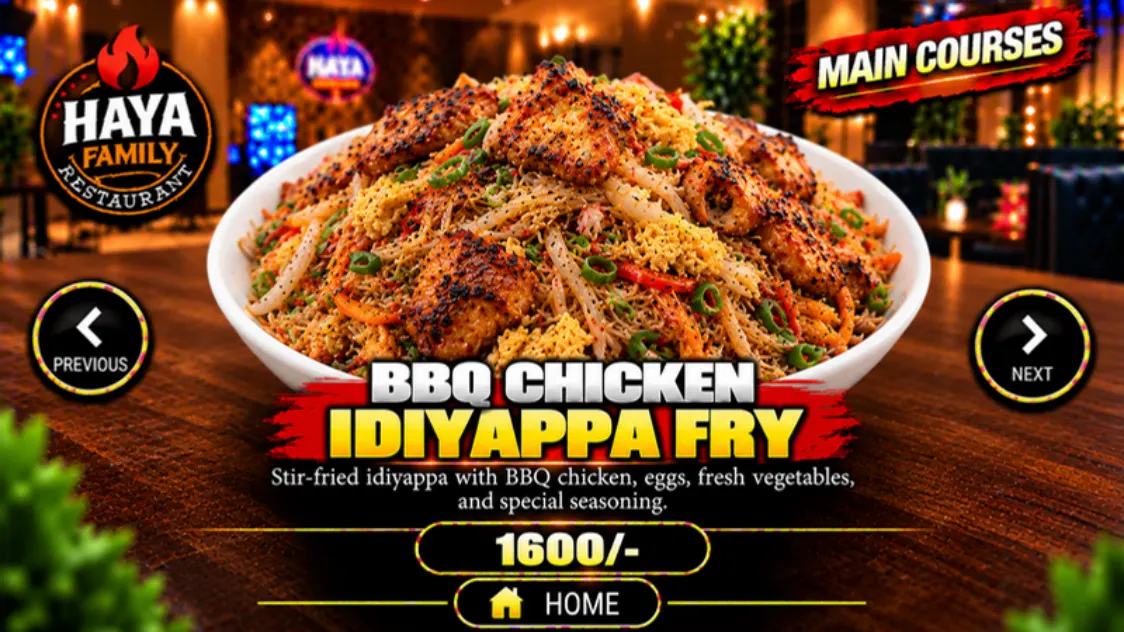 HAYA
FAMILY
RESTAURANT
HAYA
MAIN COURSES
PREVIOUS
NEXT
BBQ CHICKEN
IDIYAPPA FRY
Stir-fried idiyappa with BBQ chicken, eggs, fresh vegetables,
and special seasoning.
1600/-
HOME